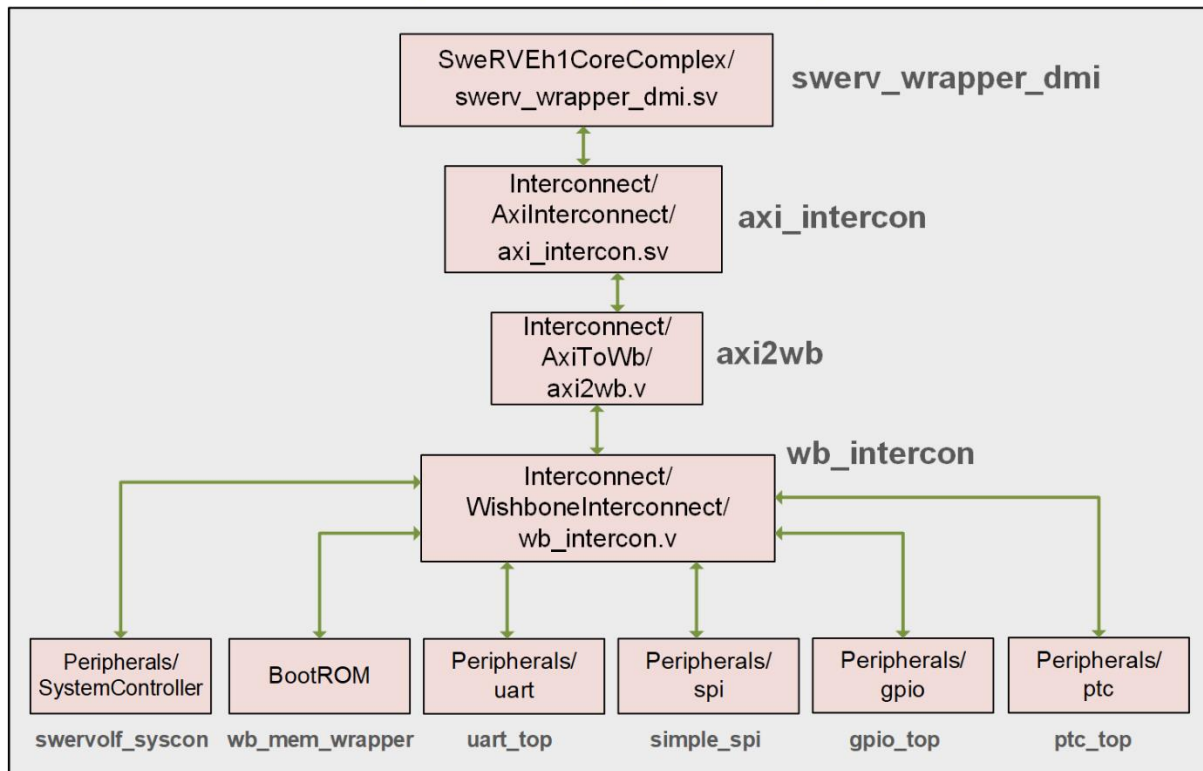 SweRVEh1CoreComplex/
swerv_wrapper_dmi.sv
swerv_wrapper_dmi
Interconnect/
AxiInterconnect/
axi_intercon.sv
axi_intercon
Interconnect/
AxiToWb/
axi2wb.v
axi2wb
wb_intercon
Interconnect/
WishboneInterconnect/
wb_intercon.v
Peripherals/
SystemController
BootROM
Peripherals/
uart
Peripherals/
spi
Peripherals/
gpio
Peripherals/
ptc
swervolf_syscon
wb_mem_wrapper
uart_top
simple_spi
gpio_top
ptc_top